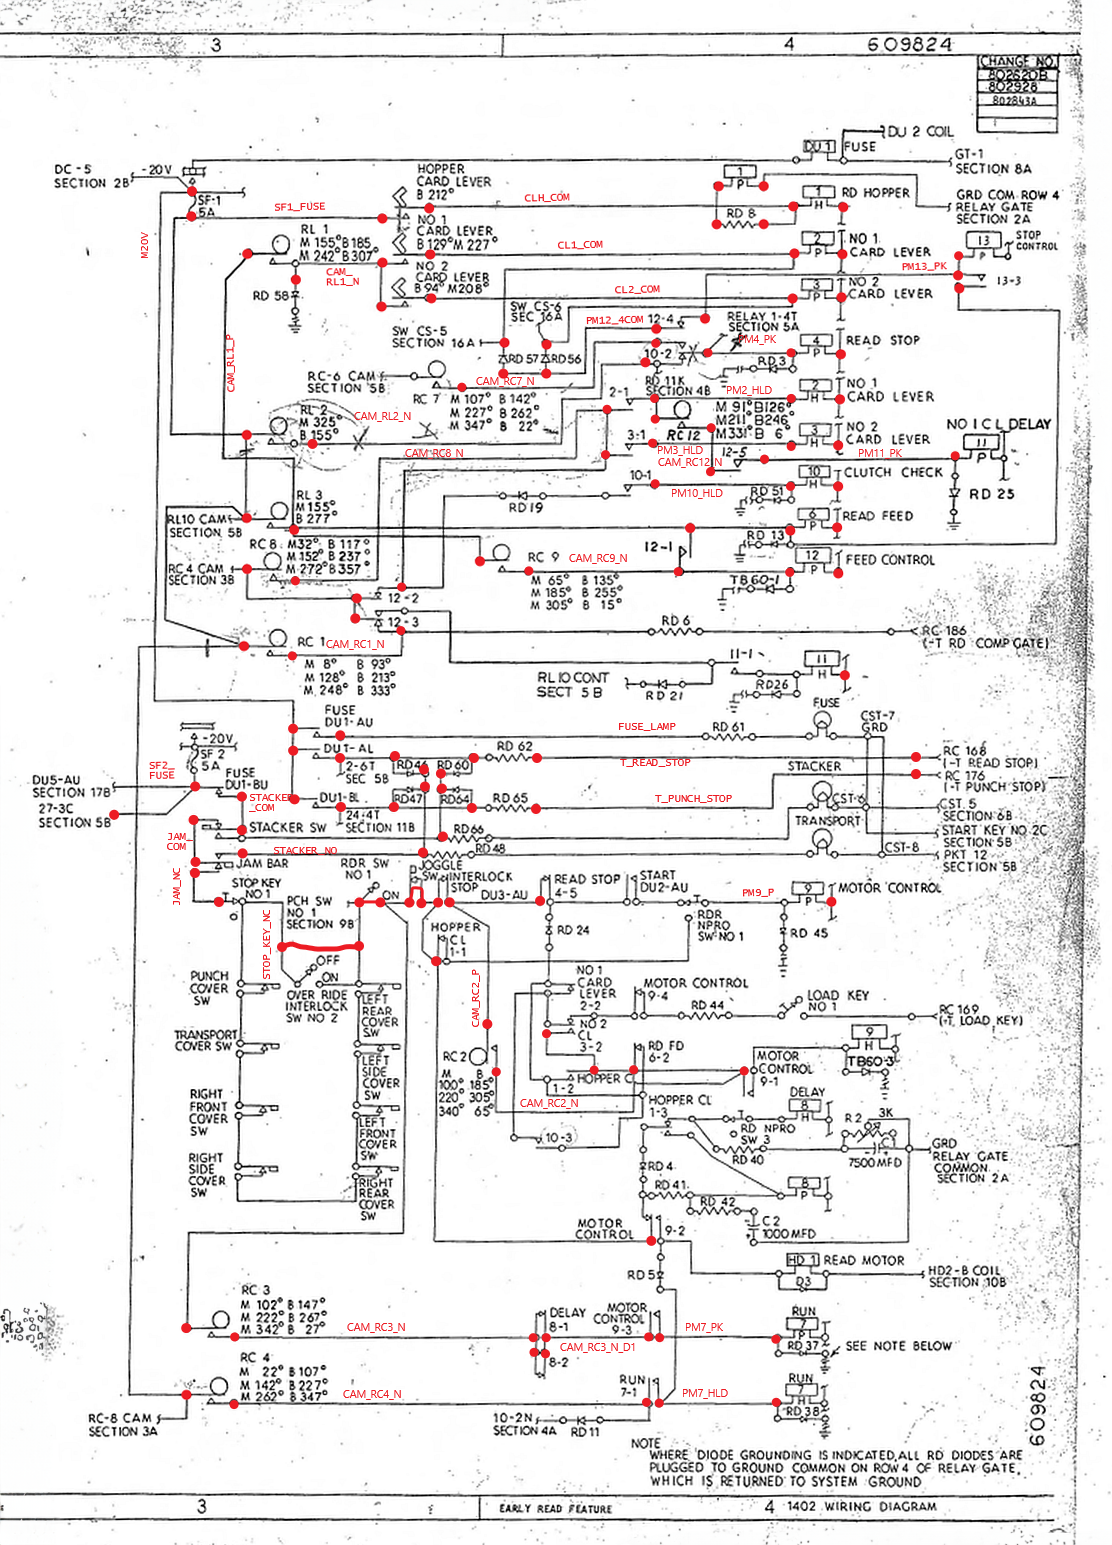 3
4
609824
CHANGE NO.
802620B
802928
802843A
DU 2 COIL
DU 1
FUSE
DC-5
SECTION 2B
-20V
GT-1
SECTION 8A
SF-1
5A
HOPPER
CARD LEVER
B 212°
1
P
1
H
RD HOPPER
GRD COM ROW 4
RELAY GATE
SECTION 2A
SF1_FUSE
CLH_COM
RD 8
M20V
RL 1
M 155° B 185
M 242° B 307°
NO 1
CARD LEVER
B 129° M 227°
CL1_COM
2
P
NO 1
CARD LEVER
13
P
STOP
CONTROL
CAM_
RL1_N
NO 2
CARD LEVER
B 94° M 208°
PM13_PK
13-3
RD 58
CL2_COM
3
P
NO 2
CARD LEVER
SW CS-6
SEC 16A
PM12_4COM
12-4
RELAY 1-4T
SECTION 5A
SW CS-5
SECTION 16A
RD 57
RD 56
10-2
M4_PK
4
P
READ STOP
RD 3
CAM_RL1_P
RC-6 CAM
SECTION 5B
CAM_RC7_N
RC 7
M 107° B 142°
M 227° B 262°
M 347° B 22°
RD 11K
SECTION 4B
PM2_HLD
2
H
NO 1
CARD LEVER
2-1
RL 2
M 325°
B 155°
CAM_RL2_N
M 91° B 126°
M 211° B 246°
M 331° B 6°
RC 12
3
H
NO 2
CARD LEVER
NO 1 C L DELAY
11
P
3-1
PM3_HLD
CAM_RC12_N
12-5
PM11_PK
CAM_RC8_N
10-1
PM10_HLD
10
H
CLUTCH CHECK
RD 51
RD 25
RL 3
M 155°
B 277°
RD 19
RL10 CAM
SECTION 5B
6
P
READ FEED
RD 13
RC 8
M 32° B 117°
M 152° B 237°
M 272° B 357°
RC 9
CAM_RC9_N
M 65° B 135°
M 185° B 255°
M 305° B 15°
12-1
12
P
FEED CONTROL
TB 60-1
RC 4 CAM
SECTION 3B
12-2
12-3
RD 6
RC 186
(-T RD COMP GATE)
RC 1
CAM_RC1_N
M 8° B 93°
M 128° B 213°
M 248° B 333°
11-1
11
H
RL 10 CONT
SECT 5 B
RD 21
RD26
FUSE
DU1-AU
FUSE_LAMP
RD 61
FUSE
CST-7
GRD
-20V
SF 2
5 A
SF2_
FUSE
DU1-AL
2-6T
SEC 5B
RD 46
RD 60
RD 62
T_READ_STOP
RC 168
(-T READ STOP)
RC 176
(-T PUNCH STOP)
DU5-AU
SECTION 17B
27-3C
SECTION 5B
FUSE
DU1-BU
STACKER
_COM
DU1-BL
24-4T
SECTION 11B
RD47
RD64
RD 65
T_PUNCH_STOP
STACKER
CST-6
CST. 5
SECTION 6B
START KEY NO 2C
SECTION 5B
PKT 12
SECTION 5B
TRANSPORT
CST-8
STACKER SW
JAM_
COM
RD66
STACKER_NO
RD 48
JAM BAR
JAM_NC
RDR SW
NO 1
JOGGLE
SW
INTERLOCK
STOP
STOP KEY
NO 1
PCH SW
NO 1
SECTION 9B
ON
DU3-AU
READ STOP
4-5
START
DU2-AU
PM9_P
9
P
MOTOR CONTROL
STOP_KEY_NC
RD 24
RDR
NPRO
SW NO 1
RD 45
HOPPER
CL
1-1
OFF
ON
OVER RIDE
INTERLOCK
SW NO 2
PUNCH
COVER
SW
LEFT
REAR
COVER
SW
CAM_RC2_P
NO 1
CARD
LEVER
2-2
MOTOR CONTROL
9-4
RD 44
LOAD KEY
NO 1
RC 169
(-T. LOAD KEY)
TRANSPORT
COVER SW
LEFT
SIDE
COVER
SW
NO 2
CL
3-2
RD FD
6-2
9
H
TB60-3
RC 2
M B
100° 185°
220° 305°
340° 65°
HOPPER CL
1-2
MOTOR
CONTROL
9-1
CAM_RC2_N
RIGHT
FRONT
COVER
SW
LEFT
FRONT
COVER
SW
HOPPER CL
1-3
DELAY
8
H
RD NPRO
SW 3
R 2
3K
C 1
7500 MFD
10-3
RD 40
GRD
RELAY GATE
COMMON
SECTION 2A
RIGHT
SIDE
COVER
SW
RIGHT
REAR
COVER
SW
RD 4
RD 41
8
P
RD 42
C 2
1000 MFD
MOTOR
CONTROL
9-2
HD 1
READ MOTOR
D3
HD2-B COIL
SECTION 10B
RD 5
RC 3
M 102° B 147°
M 222° B 267°
M 342° B 27°
CAM_RC3_N
DELAY
8-1
MOTOR
CONTROL
9-3
CAM_RC3_N_D1
8-2
PM7_PK
RUN
7
P
RD 37
SEE NOTE BELOW
RC 4
M 22° B 107°
M 142° B 227°
M 262° B 347°
CAM_RC4_N
RUN
7-1
PM7_HLD
RUN
7
H
RD 38
RC-8 CAM
SECTION 3A
10-2N
SECTION 4A
RD 11
609824
NOTE
WHERE DIODE GROUNDING IS INDICATED, ALL RD DIODES ARE
PLUGGED TO GROUND COMMON ON ROW 4 OF RELAY GATE,
WHICH IS RETURNED TO SYSTEM GROUND
3
EARLY READ FEATURE
4
1402 WIRING DIAGRAM